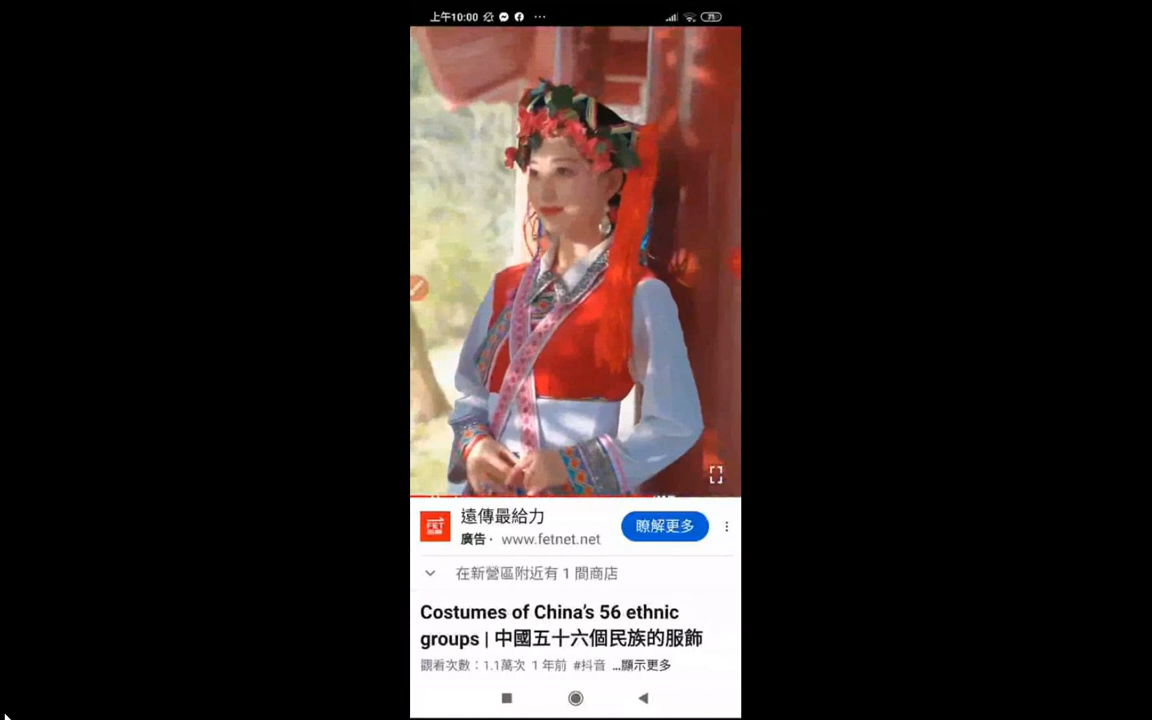 上午10:00
71
遠傳最給力
廣告· www.fetnet.net
瞭解更多
FET
在新營區附近有 1 間商店
Costumes of China's 56 ethnic
groups | 中國五十六個民族的服飾
觀看次數：1.1萬次 1 年前 #抖音 ...顯示更多